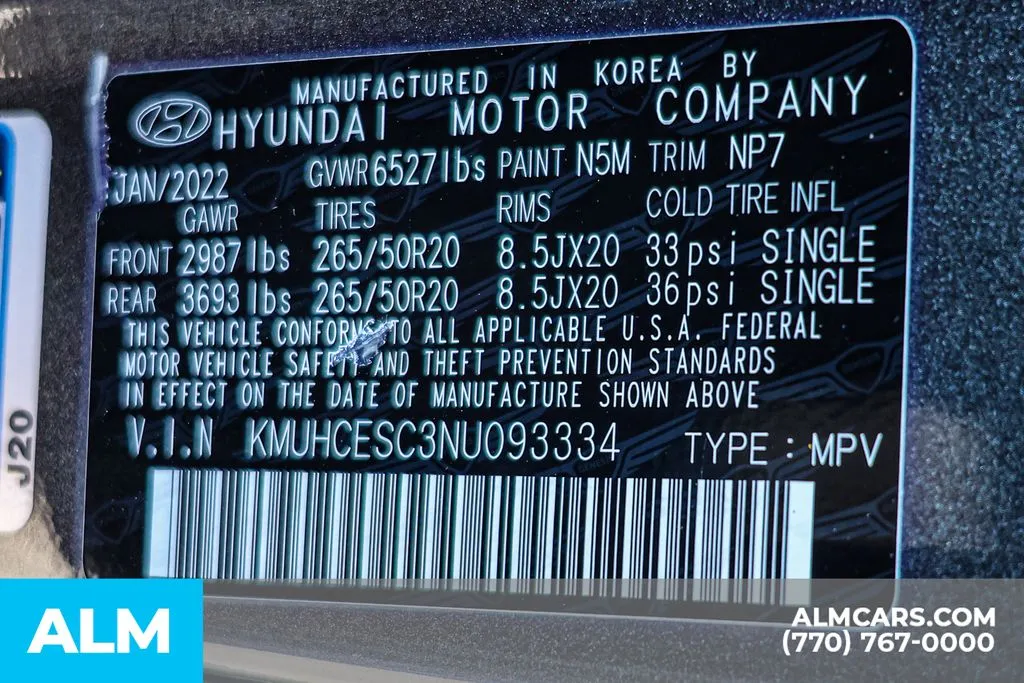 MANUFACTURED IN KOREA BY
HYUNDAI MOTOR COMPANY
JAN/2022 GVWR 6527lbs PAINT N5M TRIM NP7
GAWR TIRES RIMS COLD TIRE INFL
FRONT 2987lbs 265/50R20 8.5JX20 33psi SINGLE
REAR 3693lbs 265/50R20 8.5JX20 36psi SINGLE
THIS VEHICLE CONFORMS TO ALL APPLICABLE U.S.A. FEDERAL
MOTOR VEHICLE SAFETY AND THEFT PREVENTION STANDARDS
IN EFFECT ON THE DATE OF MANUFACTURE SHOWN ABOVE
V.I.N KMUHCESC3NU093334 TYPE : MPV
J20
ALM
ALMCARS.COM
(770) 767-0000